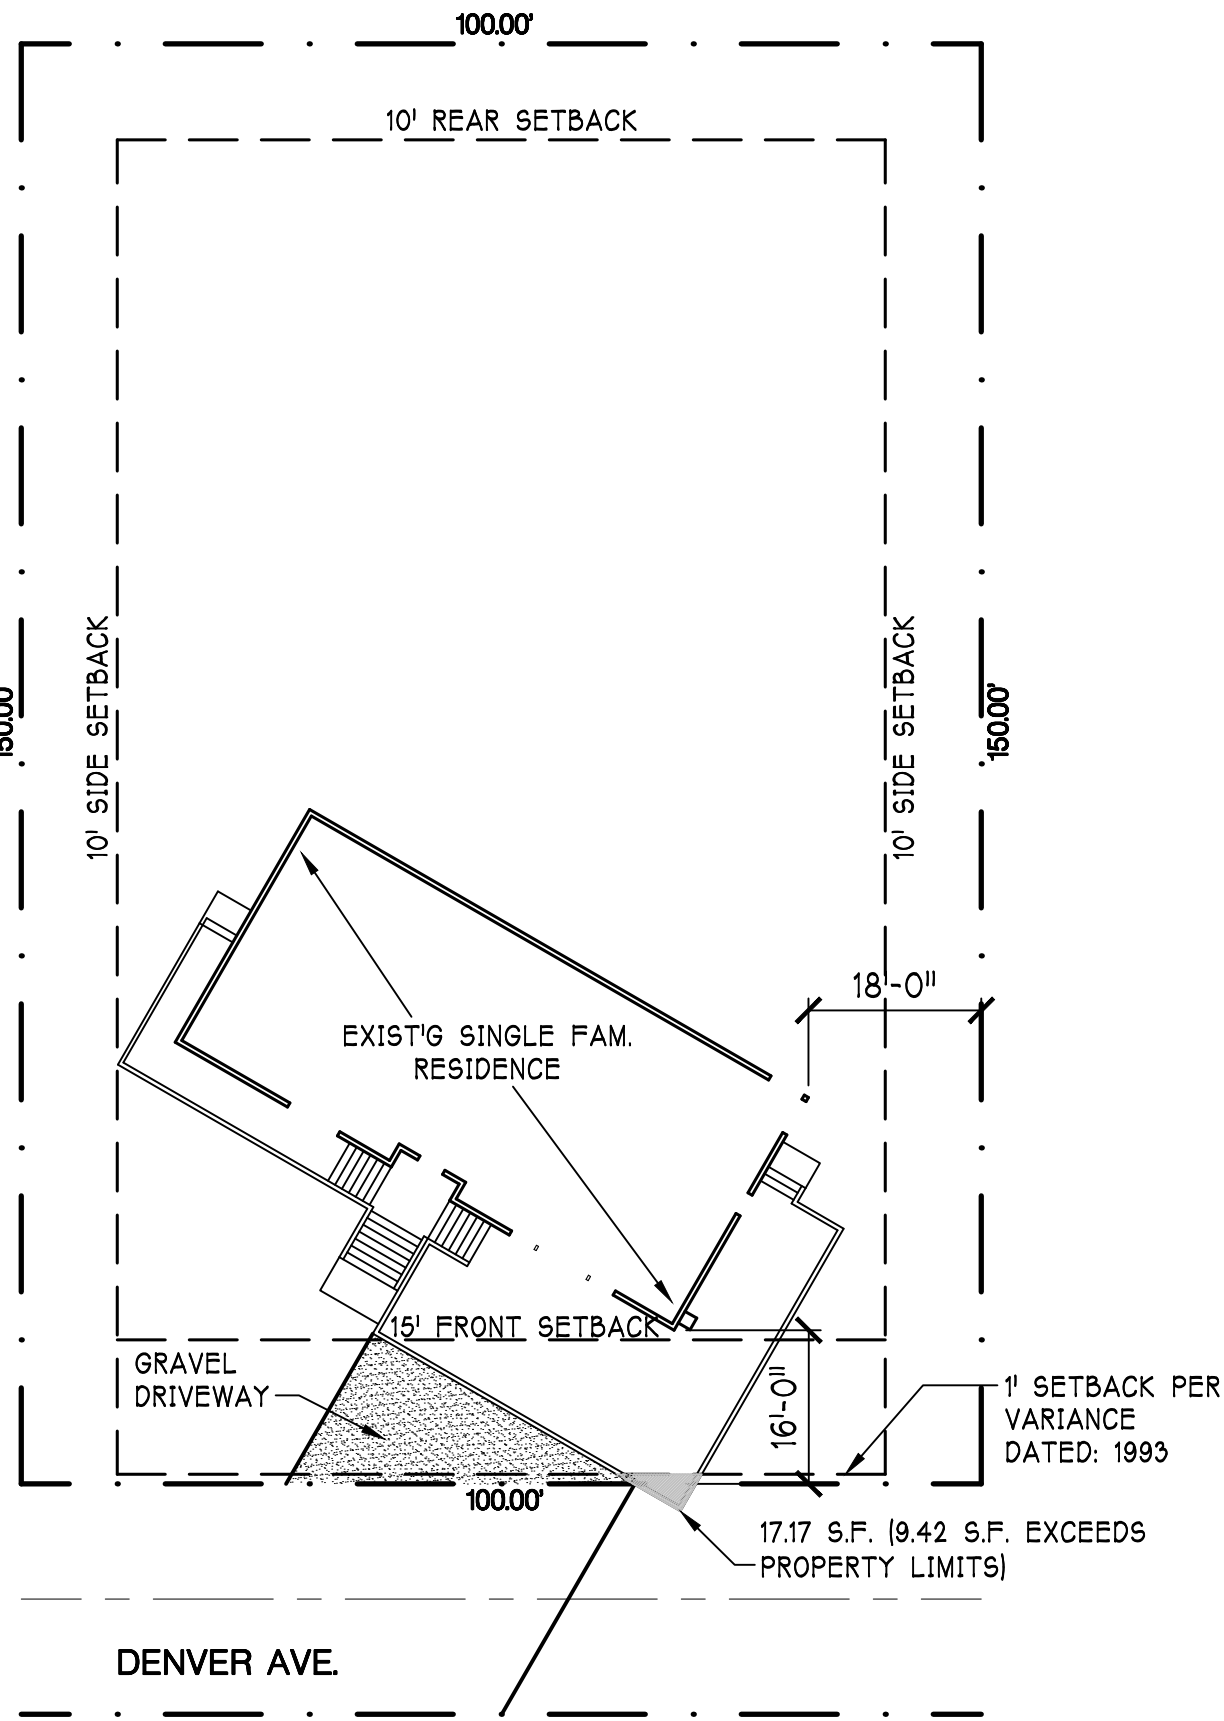 100.00'
10' REAR SETBACK
10' SIDE SETBACK
10' SIDE SETBACK
150.00'
150.00'
18'-0"
EXIST'G SINGLE FAM.
RESIDENCE
15' FRONT SETBACK
GRAVEL
DRIVEWAY
16'-0"
1' SETBACK PER
VARIANCE
DATED: 1993
100.00'
17.17 S.F. (9.42 S.F. EXCEEDS
PROPERTY LIMITS)
DENVER AVE.